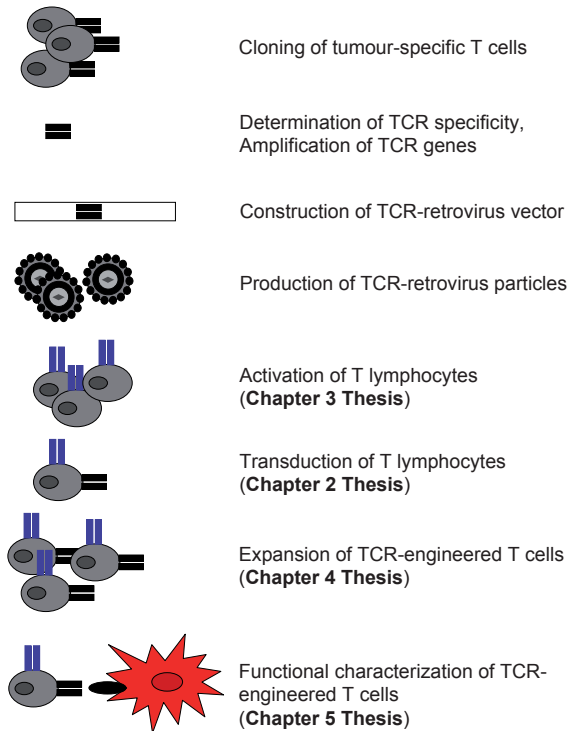 Cloning of tumour-specific T cells
Determination of TCR specificity,
Amplification of TCR genes
Construction of TCR-retrovirus vector
Production of TCR-retrovirus particles
Activation of T lymphocytes
(Chapter 3 Thesis)
Transduction of T lymphocytes
(Chapter 2 Thesis)
Expansion of TCR-engineered T cells
(Chapter 4 Thesis)
Functional characterization of TCR-
engineered T cells
(Chapter 5 Thesis)